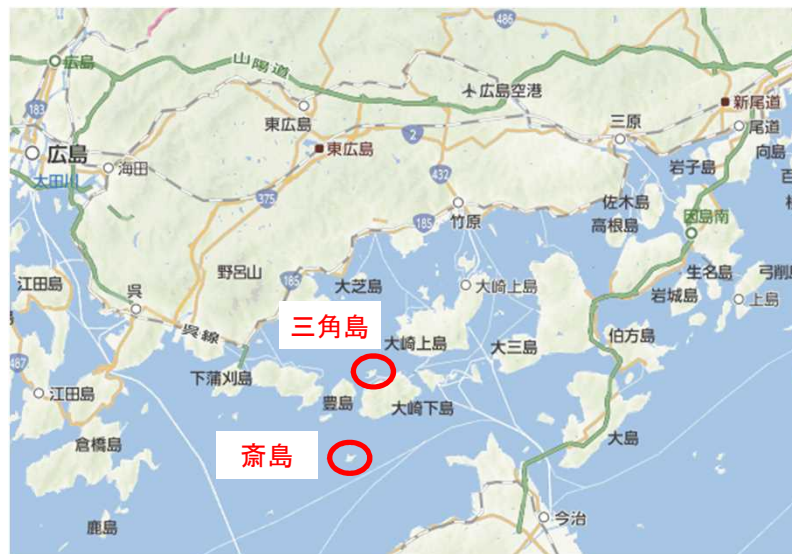 486
広島
山陽道
広島空港
183
東広島
新尾道
三原
尾道
2
広島
東広島
向島
海田
岩子島
太田川
432
375
佐木島
竹原
185
高根島
因島南
江田島
野呂山
大芝島
生名島
弓削島
185
大崎上島
岩城島
上島
呉
呉線
三角島
伯方島
大崎上島
大三島
487
下蒲刈島
江田島
豊島
大崎下島
倉橋島
斎島
大島
鹿島
今治